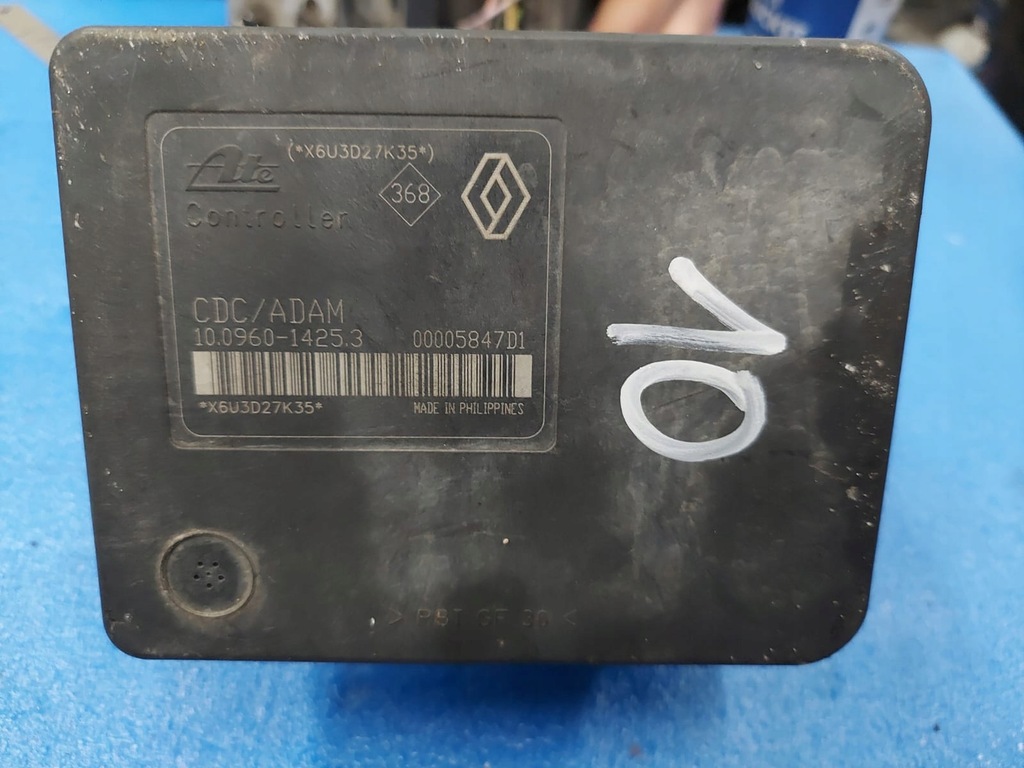 (*X6U3D27K35*)
Ate
368
Controller
CDC/ADAM
10.0960-1425.3 00005847D1
*X6U3D27K35*
MADE IN PHILIPPINES
10